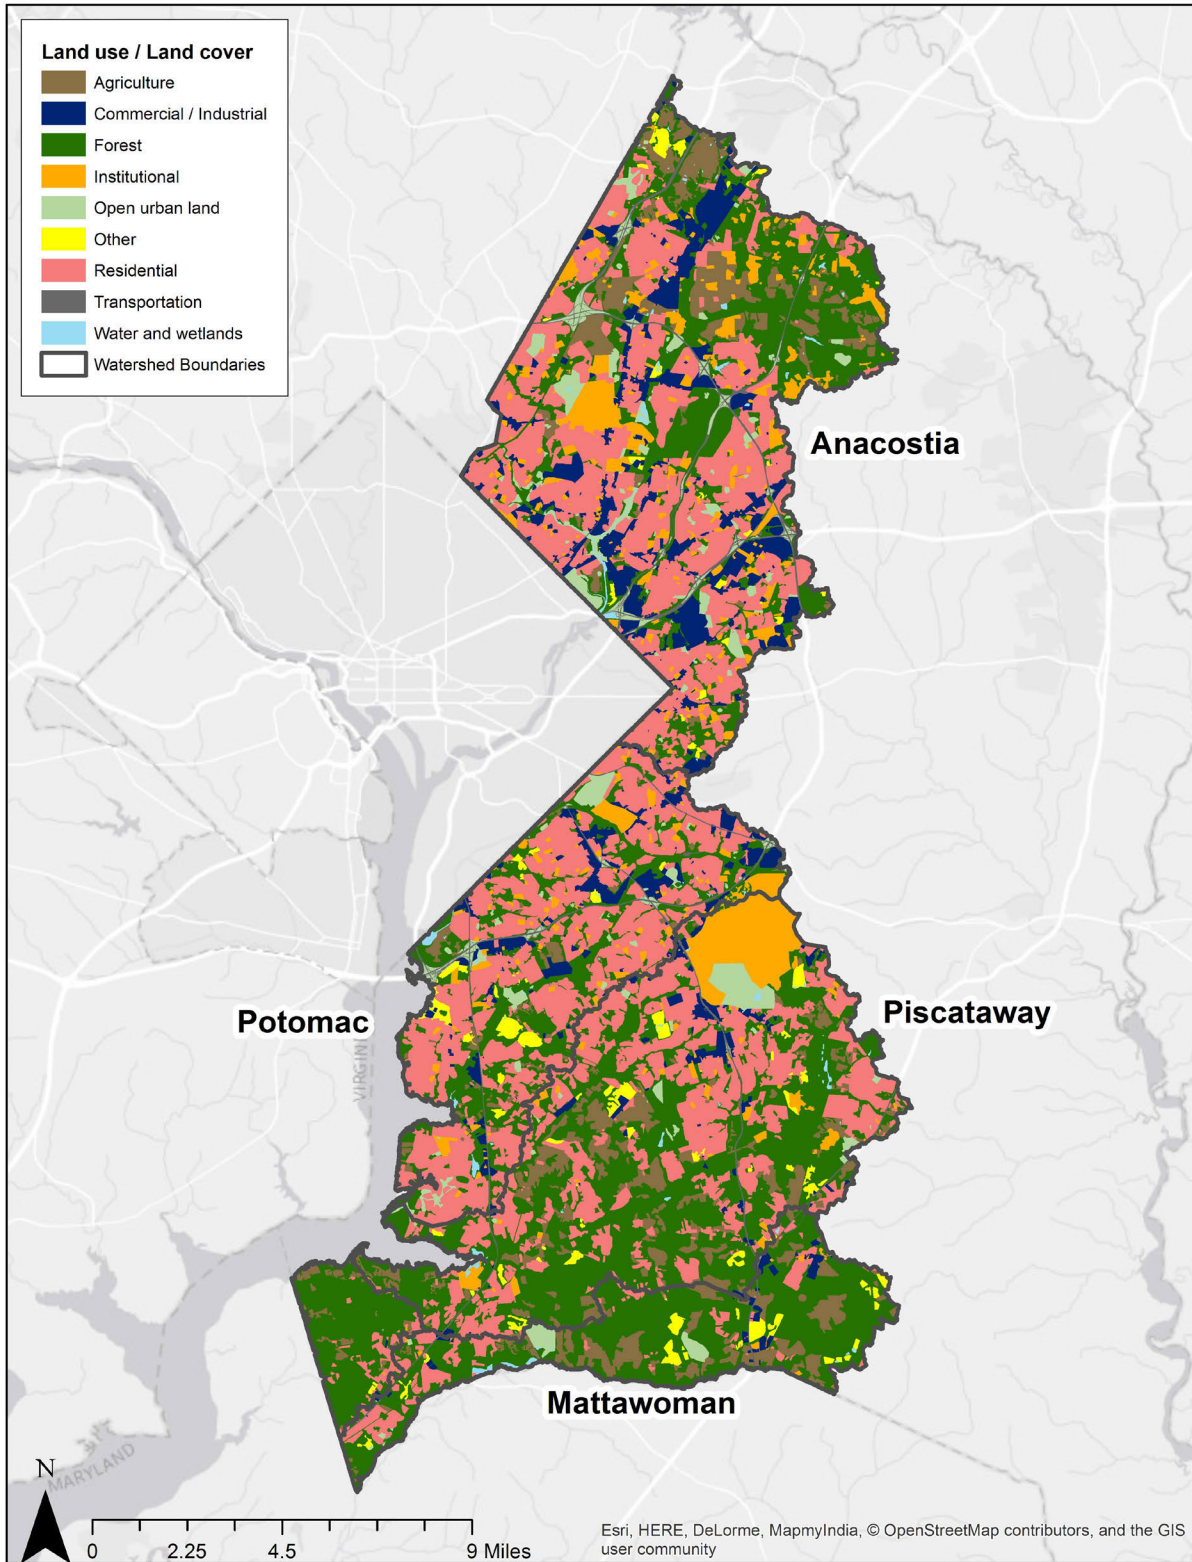 Land use / Land cover
Agriculture
Commercial / Industrial
Forest
Institutional
Open urban land
Other
Residential
Transportation
Water and wetlands
Watershed Boundaries
Anacostia
Piscataway
Potomac
VIRGINI
Mattawoman
MARYLAND
N
0 2.25 4.5 9 Miles
Esri, HERE, DeLorme, MapmyIndia, © OpenStreetMap contributors, and the GIS
user community